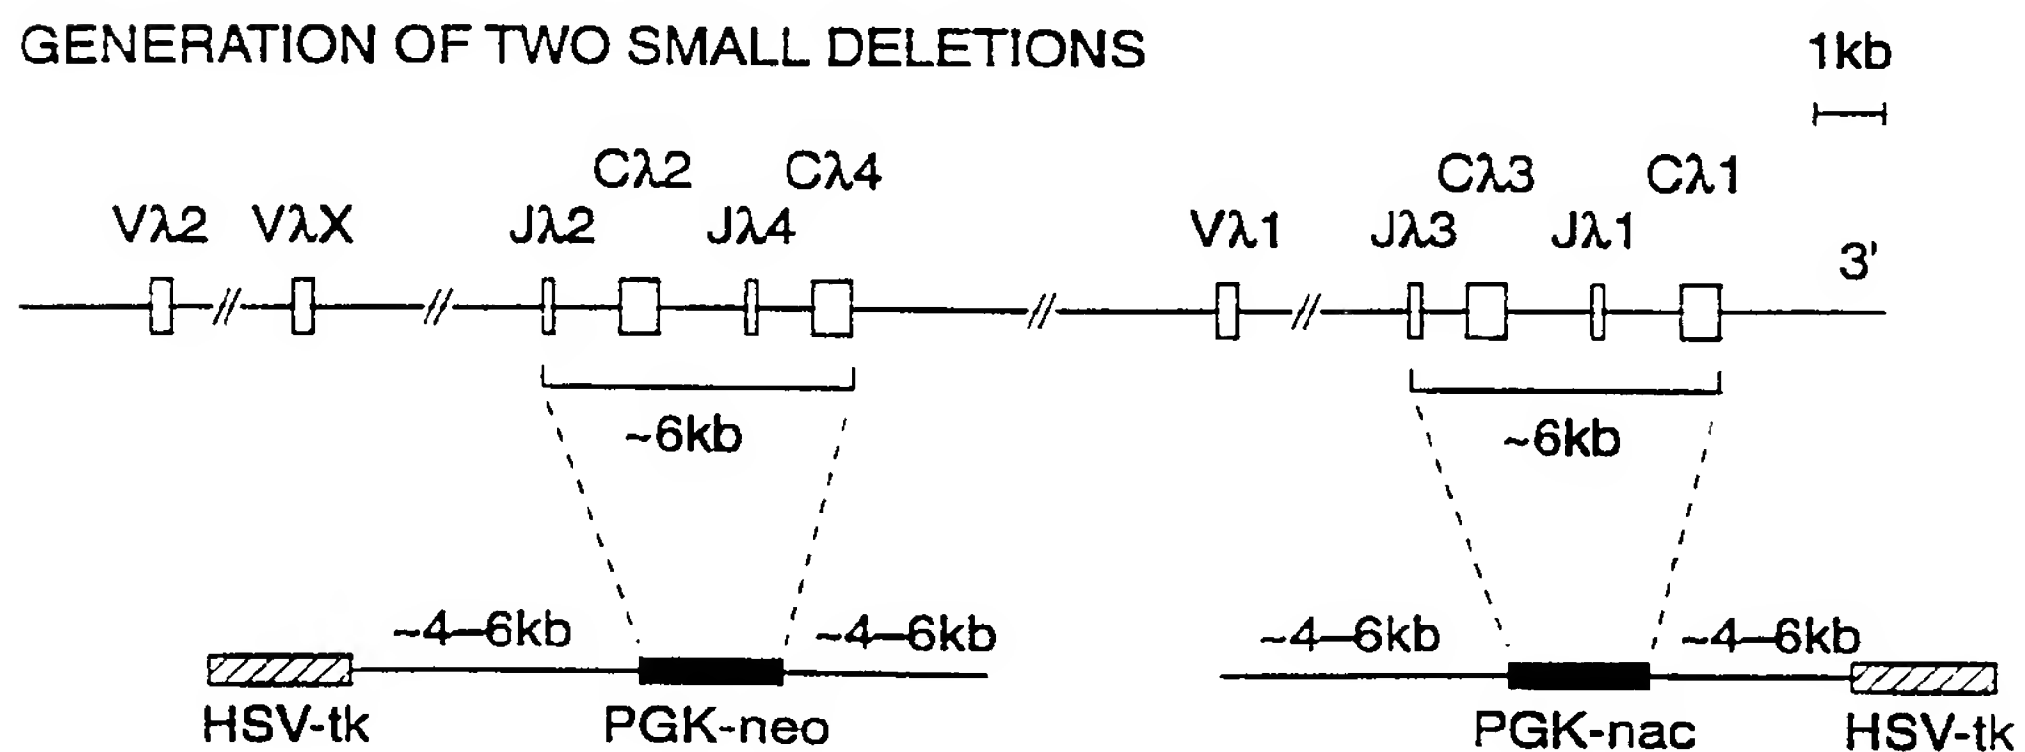 GENERATION OF TWO SMALL DELETIONS
1kb
Cλ2 Cλ4 Cλ3 Cλ1
Vλ2 VλX Jλ2 Jλ4 Vλ1 Jλ3 Jλ1
3'
~6kb ~6kb
~4–6kb ~4–6kb ~4–6kb ~4–6kb
HSV-tk PGK-neo PGK-nac HSV-tk